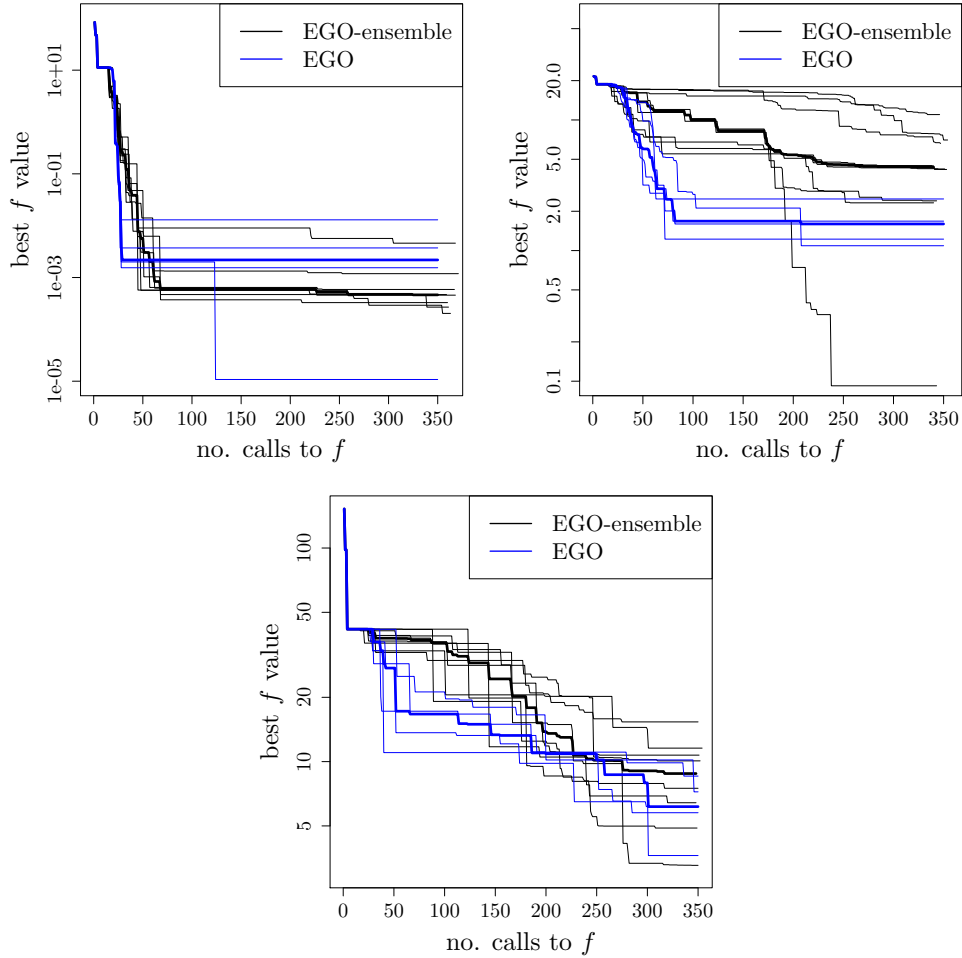 EGO-ensemble
EGO
best f value
1e+01
1e-01
1e-03
1e-05
0 50 100 150 200 250 300 350
no. calls to f
EGO-ensemble
EGO
best f value
20.0
5.0
2.0
0.5
0.1
0 50 100 150 200 250 300 350
no. calls to f
EGO-ensemble
EGO
best f value
100
50
20
10
5
0 50 100 150 200 250 300 350
no. calls to f